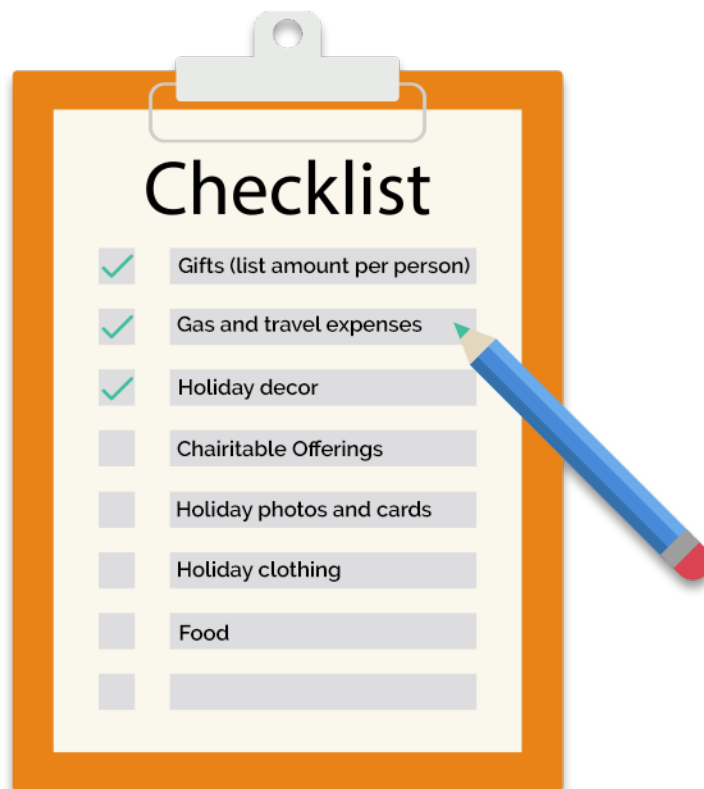 Checklist
Gifts (list amount per person)
Gas and travel expenses
Holiday decor
Chairitable Offerings
Holiday photos and cards
Holiday clothing
Food